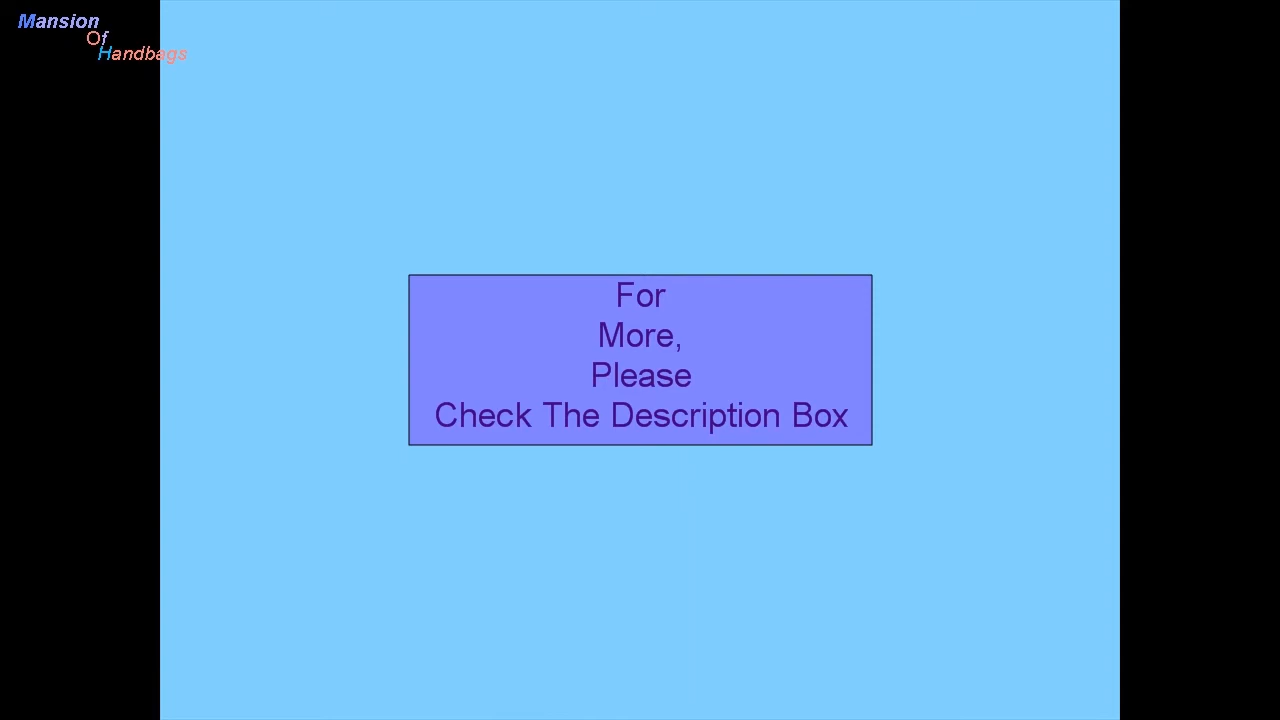 Mansion
Of
Handbags
For
More,
Please
Check The Description Box